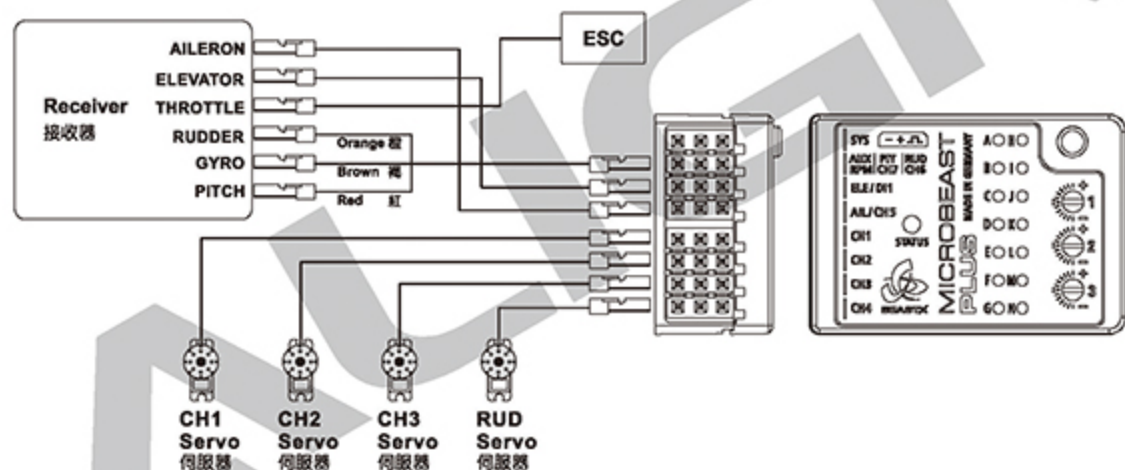 AILERON
ELEVATOR
THROTTLE
RUDDER
GYRO
PITCH
Receiver
接收器
Orange 橙
Brown 褐
Red 紅
ESC
CH1
Servo
伺服器
CH2
Servo
伺服器
CH3
Servo
伺服器
RUD
Servo
伺服器
SYS
AUX PIT RUD
RPM CH7 CH6
ELE/DI1
AIL/CH5
CH1
CH2
CH3
CH4
STATUS
BEASTX
MICROBEAST
PLUS
MADE IN GERMANY
A H
B I
C J
D K
E L
F M
G N
1
2
3
ALIGN